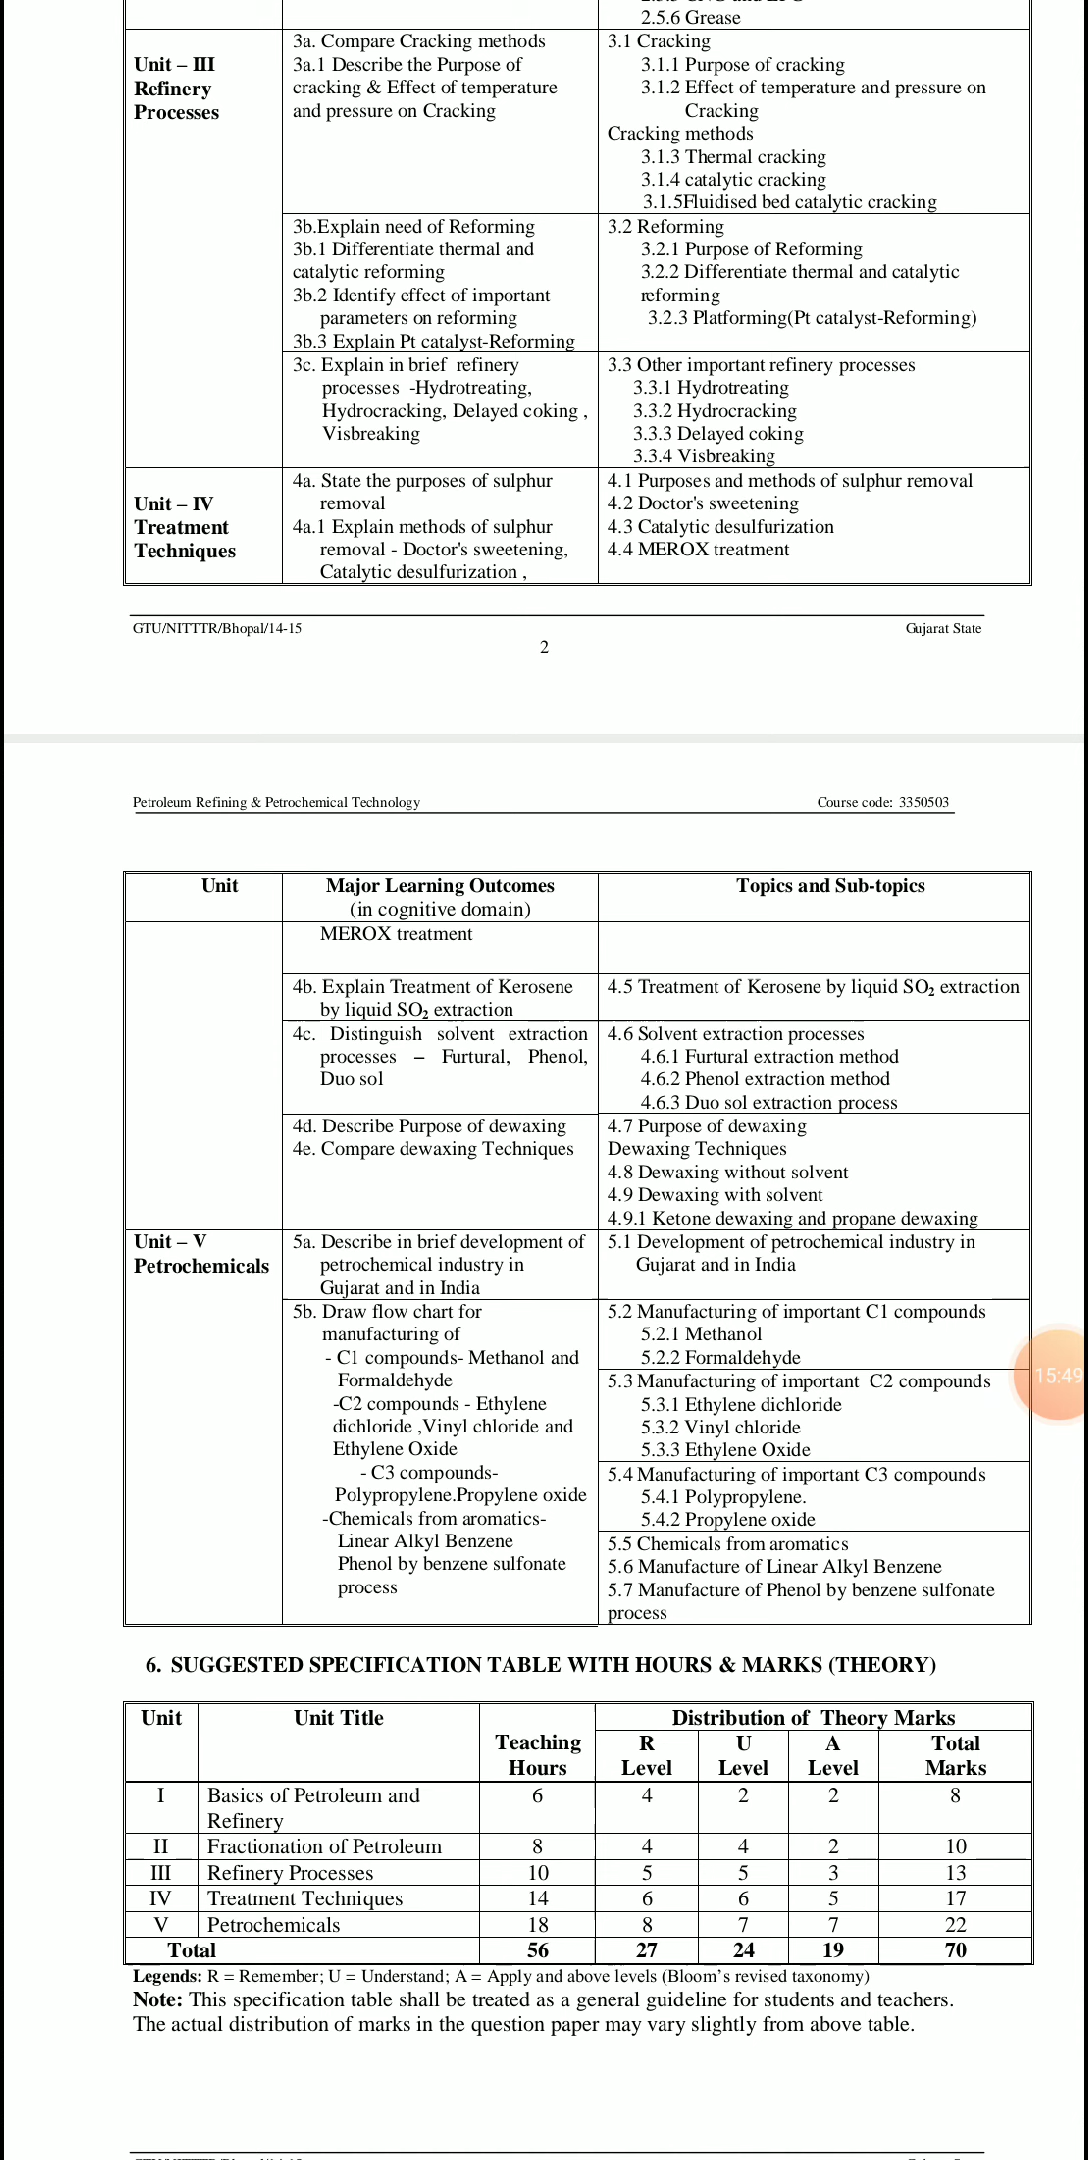 2.5.6 Grease
Unit – III
Refinery
Processes
3a. Compare Cracking methods
3a.1 Describe the Purpose of
cracking & Effect of temperature
and pressure on Cracking
3.1 Cracking
3.1.1 Purpose of cracking
3.1.2 Effect of temperature and pressure on
Cracking
Cracking methods
3.1.3 Thermal cracking
3.1.4 catalytic cracking
3.1.5Fluidised bed catalytic cracking
3b.Explain need of Reforming
3b.1 Differentiate thermal and
catalytic reforming
3b.2 Identify effect of important
parameters on reforming
3b.3 Explain Pt catalyst-Reforming
3.2 Reforming
3.2.1 Purpose of Reforming
3.2.2 Differentiate thermal and catalytic
reforming
3.2.3 Platforming(Pt catalyst-Reforming)
3c. Explain in brief refinery
processes -Hydrotreating,
Hydrocracking, Delayed coking ,
Visbreaking
3.3 Other important refinery processes
3.3.1 Hydrotreating
3.3.2 Hydrocracking
3.3.3 Delayed coking
3.3.4 Visbreaking
Unit – IV
Treatment
Techniques
4a. State the purposes of sulphur
removal
4a.1 Explain methods of sulphur
removal - Doctor's sweetening,
Catalytic desulfurization ,
4.1 Purposes and methods of sulphur removal
4.2 Doctor's sweetening
4.3 Catalytic desulfurization
4.4 MEROX treatment
GTU/NITTTR/Bhopal/14-15 Gujarat State
2
Petroleum Refining & Petrochemical Technology Course code: 3350503
Unit Major Learning Outcomes Topics and Sub-topics
(in cognitive domain)
MEROX treatment
4b. Explain Treatment of Kerosene
by liquid SO₂ extraction
4.5 Treatment of Kerosene by liquid SO₂ extraction
4c. Distinguish solvent extraction
processes – Furtural, Phenol,
Duo sol
4.6 Solvent extraction processes
4.6.1 Furtural extraction method
4.6.2 Phenol extraction method
4.6.3 Duo sol extraction process
4d. Describe Purpose of dewaxing
4e. Compare dewaxing Techniques
4.7 Purpose of dewaxing
Dewaxing Techniques
4.8 Dewaxing without solvent
4.9 Dewaxing with solvent
4.9.1 Ketone dewaxing and propane dewaxing
Unit – V
Petrochemicals
5a. Describe in brief development of
petrochemical industry in
Gujarat and in India
5.1 Development of petrochemical industry in
Gujarat and in India
5b. Draw flow chart for
manufacturing of
- C1 compounds- Methanol and
Formaldehyde
-C2 compounds - Ethylene
dichloride ,Vinyl chloride and
Ethylene Oxide
- C3 compounds-
Polypropylene.Propylene oxide
-Chemicals from aromatics-
Linear Alkyl Benzene
Phenol by benzene sulfonate
process
5.2 Manufacturing of important C1 compounds
5.2.1 Methanol
5.2.2 Formaldehyde
5.3 Manufacturing of important C2 compounds
5.3.1 Ethylene dichloride
5.3.2 Vinyl chloride
5.3.3 Ethylene Oxide
5.4 Manufacturing of important C3 compounds
5.4.1 Polypropylene.
5.4.2 Propylene oxide
5.5 Chemicals from aromatics
5.6 Manufacture of Linear Alkyl Benzene
5.7 Manufacture of Phenol by benzene sulfonate
process
15:49
6. SUGGESTED SPECIFICATION TABLE WITH HOURS & MARKS (THEORY)
Unit Unit Title Teaching Hours Distribution of Theory Marks
R Level U Level A Level Total Marks
I Basics of Petroleum and Refinery 6 4 2 2 8
II Fractionation of Petroleum 8 4 4 2 10
III Refinery Processes 10 5 5 3 13
IV Treatment Techniques 14 6 6 5 17
V Petrochemicals 18 8 7 7 22
Total 56 27 24 19 70
Legends: R = Remember; U = Understand; A = Apply and above levels (Bloom's revised taxonomy)
Note: This specification table shall be treated as a general guideline for students and teachers.
The actual distribution of marks in the question paper may vary slightly from above table.